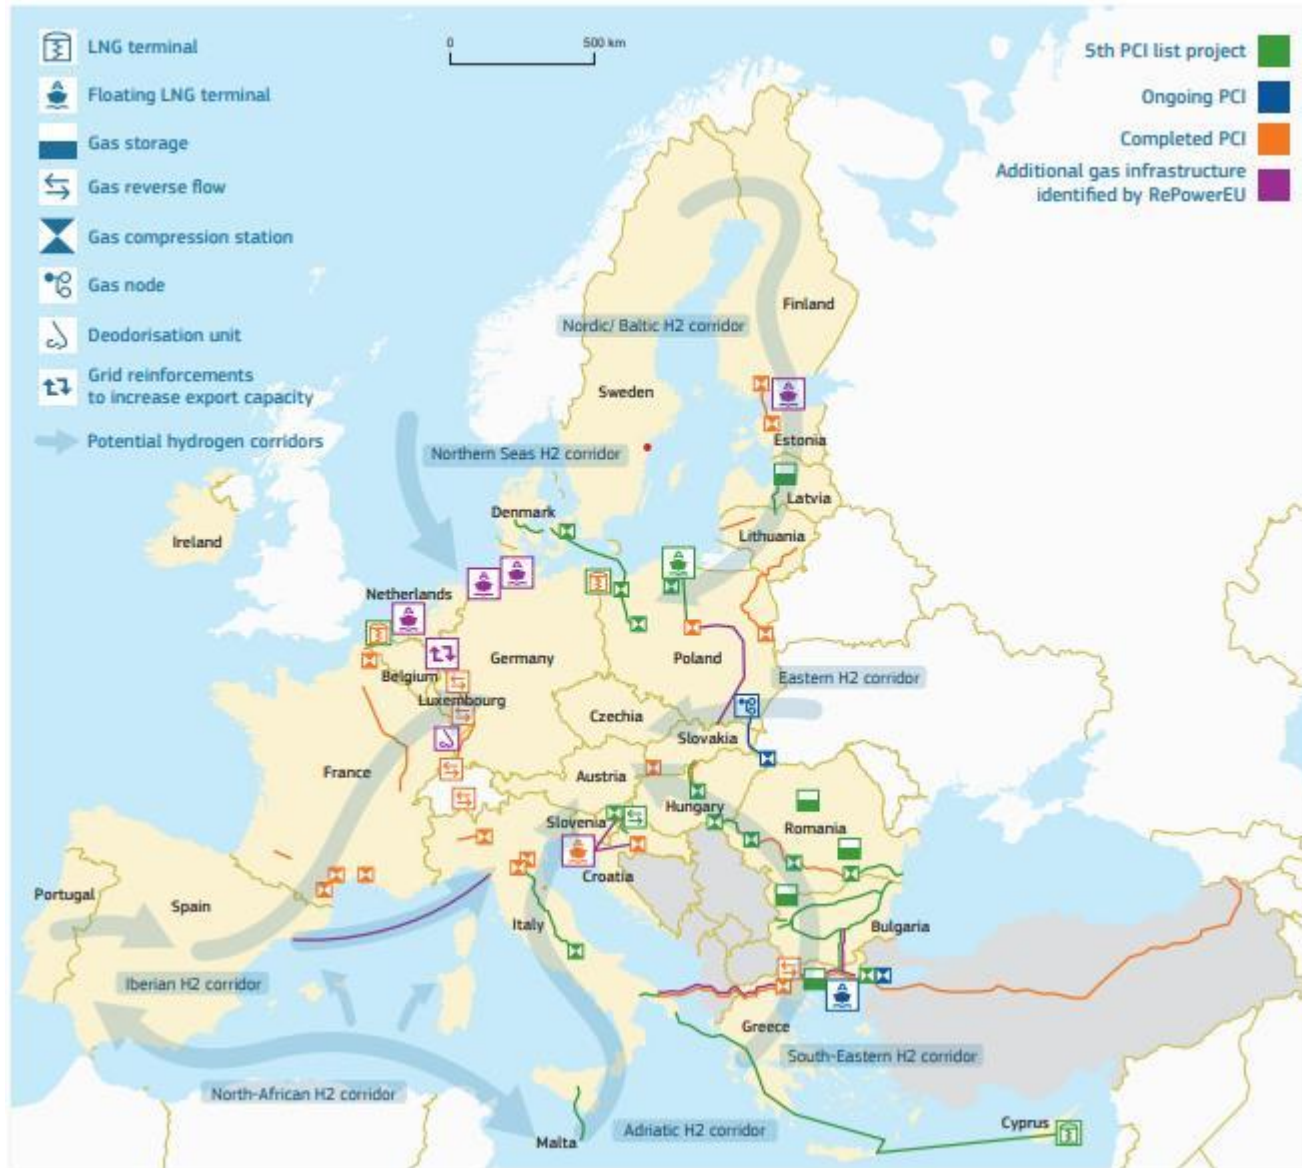 LNG terminal
Floating LNG terminal
Gas storage
Gas reverse flow
Gas compression station
Gas node
Deodorisation unit
Grid reinforcements
to increase export capacity
Potential hydrogen corridors
0 500 km
5th PCI list project
Ongoing PCI
Completed PCI
Additional gas infrastructure
identified by RePowerEU
Finland
Nordic/ Baltic H2 corridor
Sweden
Estonia
Northern Seas H2 corridor
Latvia
Denmark
Lithuania
Ireland
Netherlands
Germany
Poland
Belgium
Eastern H2 corridor
Luxembourg
Czechia
Slovakia
France
Austria
Hungary
Slovenia
Romania
Croatia
Portugal
Spain
Italy
Bulgaria
Iberian H2 corridor
Greece
South-Eastern H2 corridor
North-African H2 corridor
Cyprus
Adriatic H2 corridor
Malta